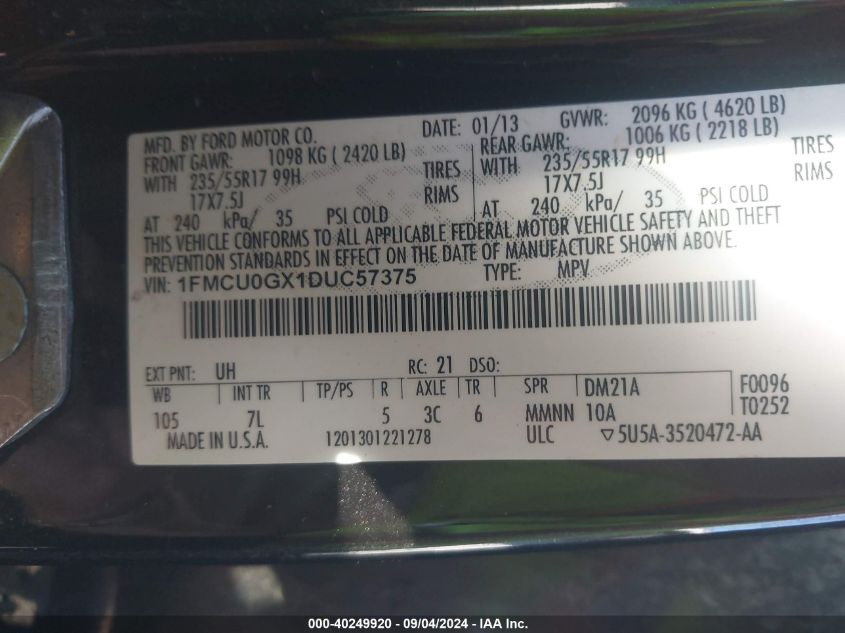 MFD. BY FORD MOTOR CO. DATE: 01/13 GVWR: 2096 KG ( 4620 LB)
FRONT GAWR: 1098 KG ( 2420 LB) REAR GAWR: 1006 KG ( 2218 LB)
WITH 235/55R17 99H TIRES WITH 235/55R17 99H TIRES
17X7.5J RIMS 17X7.5J RIMS
AT 240 kPa/ 35 PSI COLD AT 240 kPa/ 35 PSI COLD
THIS VEHICLE CONFORMS TO ALL APPLICABLE FEDERAL MOTOR VEHICLE SAFETY AND THEFT
PREVENTION STANDARDS IN EFFECT ON THE DATE OF MANUFACTURE SHOWN ABOVE.
VIN: 1FMCU0GX1DUC57375 TYPE: MPV
EXT PNT: UH RC: 21 DSO:
WB INT TR TP/PS R AXLE TR SPR DM21A F0096
105 7L 5 3C 6 MMNN 10A T0252
MADE IN U.S.A. 1201301221278 ULC ▽5U5A-3520472-AA
000-40249920 - 09/04/2024 - IAA Inc.